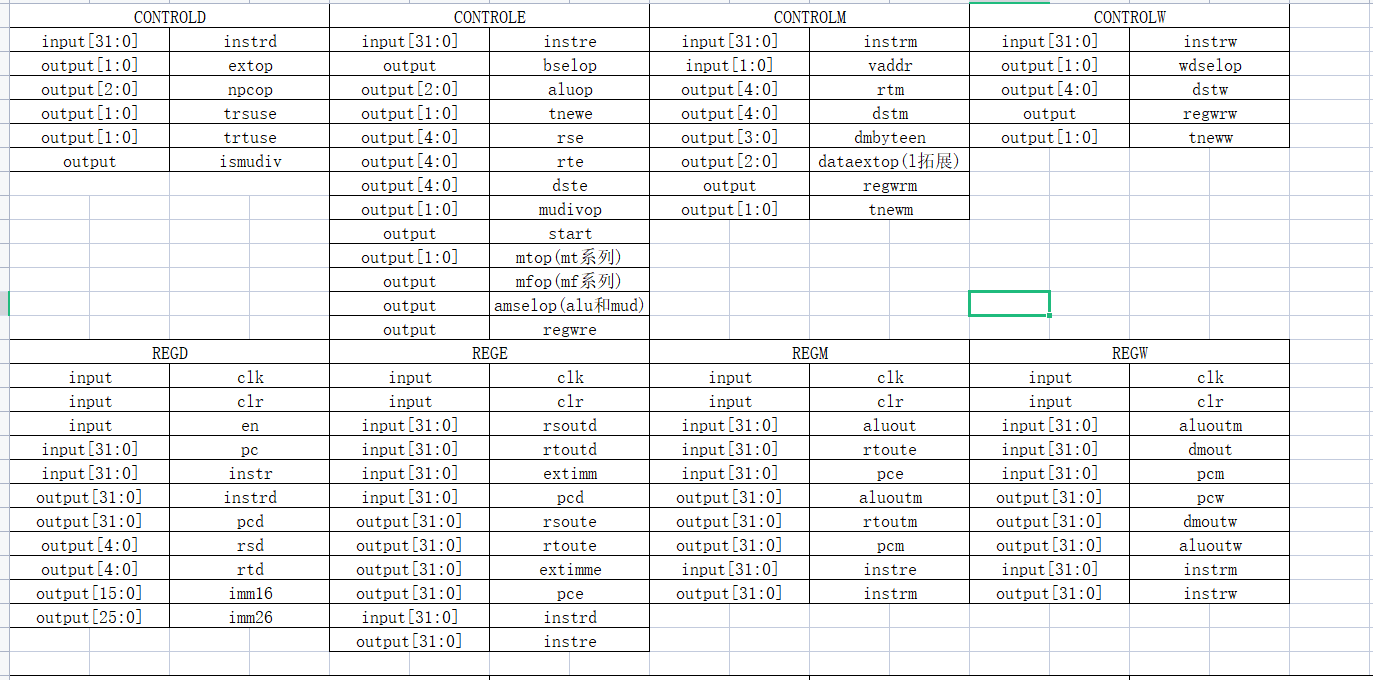 CONTROLD CONTROLE CONTROLM CONTROLW
input[31:0] instrd input[31:0] instre input[31:0] instrm input[31:0] instrw
output[1:0] extop output bselop input[1:0] vaddr output[1:0] wdselop
output[2:0] npcop output[2:0] aluop output[4:0] rtm output[4:0] dstw
output[1:0] trsuse output[1:0] tnewe output[4:0] dstm output regwrw
output[1:0] trtuse output[4:0] rse output[3:0] dmbyteen output[1:0] tneww
output ismudiv output[4:0] rte output[2:0] dataextop(l拓展)
output[4:0] dste output regwrm
output[1:0] mudivop output[1:0] tnewm
output start
output[1:0] mtop(mt系列)
output mfop(mf系列)
output amselop(alu和mud)
output regwre
REGD REGE REGM REGW
input clk input clk input clk input clk
input clr input clr input clr input clr
input en input[31:0] rsoutd input[31:0] aluout input[31:0] aluoutm
input[31:0] pc input[31:0] rtoutd input[31:0] rtoute input[31:0] dmout
input[31:0] instr input[31:0] extimm input[31:0] pce input[31:0] pcm
output[31:0] instrd input[31:0] pcd output[31:0] aluoutm output[31:0] pcw
output[31:0] pcd output[31:0] rsoute output[31:0] rtoutm output[31:0] dmoutw
output[4:0] rsd output[31:0] rtoute output[31:0] pcm output[31:0] aluoutw
output[4:0] rtd output[31:0] extimme input[31:0] instre input[31:0] instrm
output[15:0] imm16 output[31:0] pce output[31:0] instrm output[31:0] instrw
output[25:0] imm26 input[31:0] instrd
output[31:0] instre